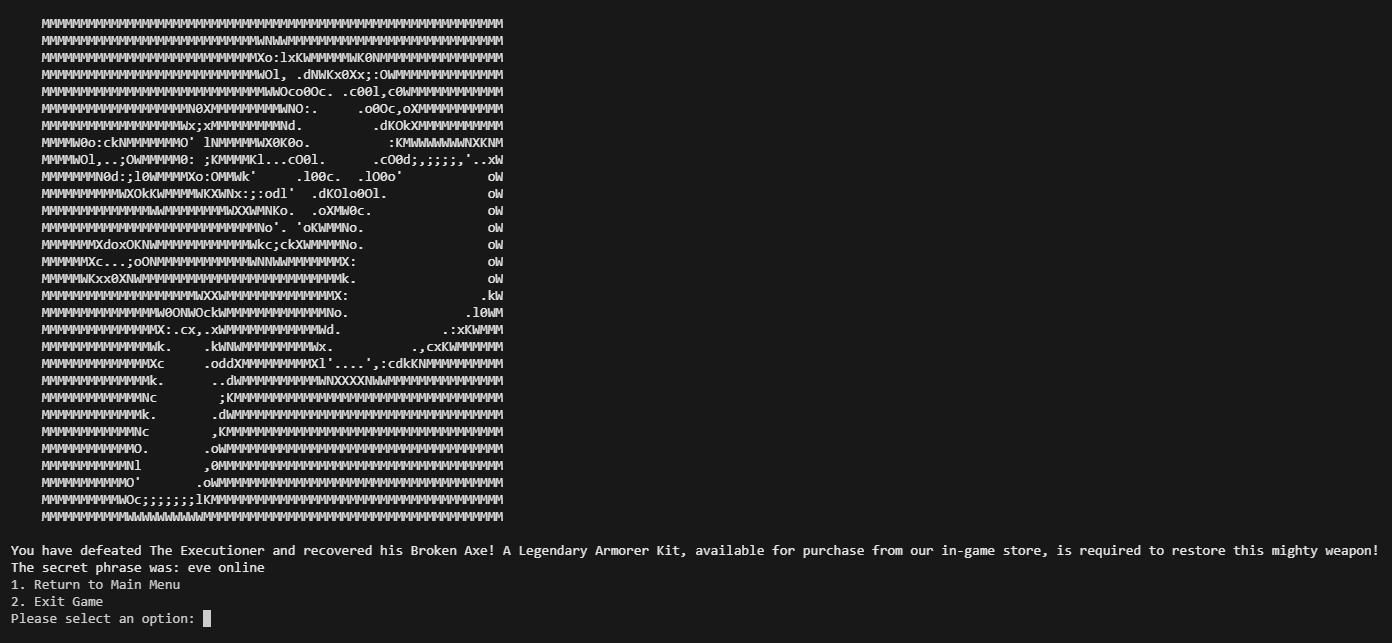 You have defeated The Executioner and recovered his Broken Axe! A Legendary Armorer Kit, available for purchase from our in-game store, is required to restore this mighty weapon!
The secret phrase was: eve online
1. Return to Main Menu
2. Exit Game
Please select an option: